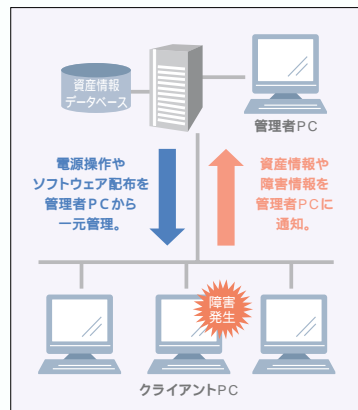 資産情報
データベース
管理者PC
電源操作や
ソフトウェア配布を
管理者PCから
一元管理。
資産情報や
障害情報を
管理者PCに
通知。
障害
発生
クライアントPC